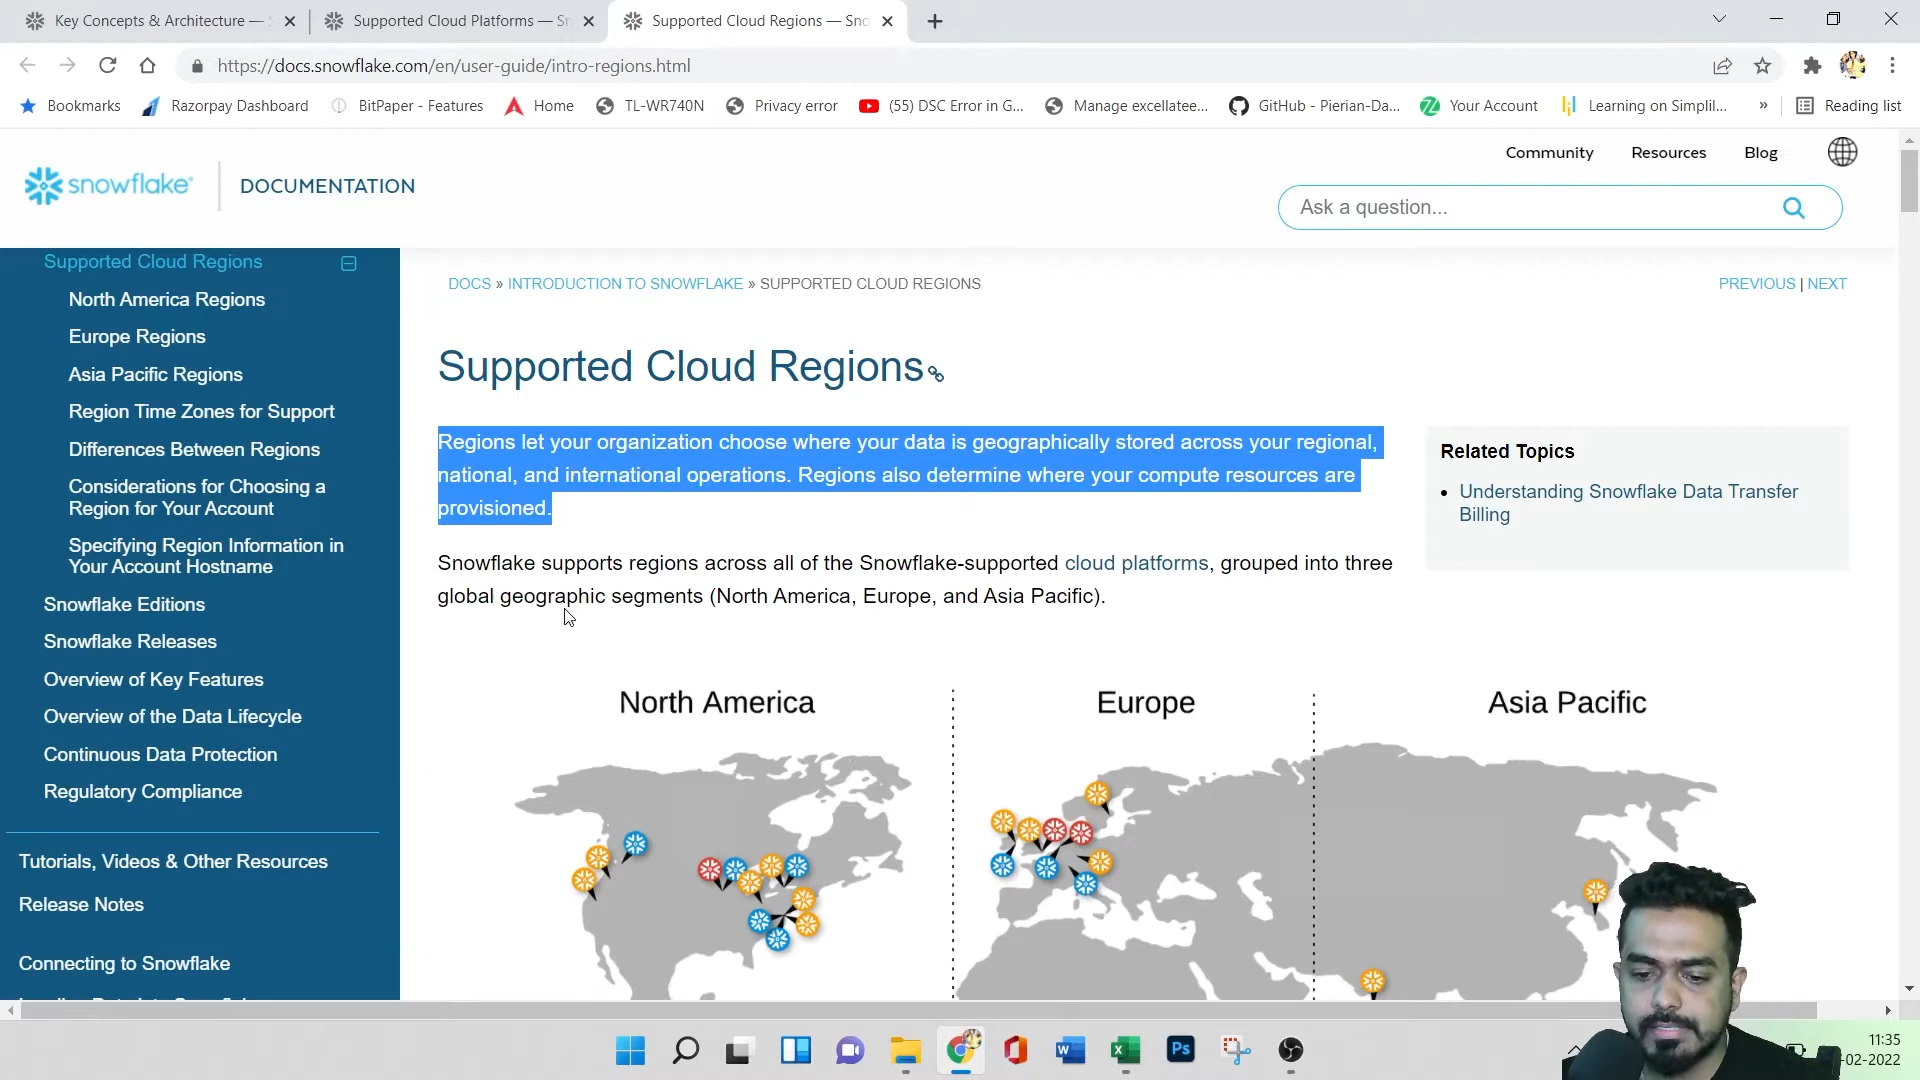 Key Concepts & Architecture —
Supported Cloud Platforms — Sn
Supported Cloud Regions — Sno
https://docs.snowflake.com/en/user-guide/intro-regions.html
Bookmarks
Razorpay Dashboard
BitPaper - Features
Home
TL-WR740N
Privacy error
(55) DSC Error in G...
Manage excellatee...
GitHub - Pierian-Da...
Your Account
Learning on Simplil...
»
Reading list
Community
Resources
Blog
snowflake
DOCUMENTATION
Ask a question...
Supported Cloud Regions
North America Regions
Europe Regions
Asia Pacific Regions
Region Time Zones for Support
Differences Between Regions
Considerations for Choosing a
Region for Your Account
Specifying Region Information in
Your Account Hostname
Snowflake Editions
Snowflake Releases
Overview of Key Features
Overview of the Data Lifecycle
Continuous Data Protection
Regulatory Compliance
Tutorials, Videos & Other Resources
Release Notes
Connecting to Snowflake
DOCS » INTRODUCTION TO SNOWFLAKE » SUPPORTED CLOUD REGIONS
PREVIOUS | NEXT
Supported Cloud Regions
Regions let your organization choose where your data is geographically stored across your regional,
national, and international operations. Regions also determine where your compute resources are
provisioned.
Snowflake supports regions across all of the Snowflake-supported cloud platforms, grouped into three
global geographic segments (North America, Europe, and Asia Pacific).
Related Topics
• Understanding Snowflake Data Transfer
Billing
North America
Europe
Asia Pacific
Ps
11:35
-02-2022